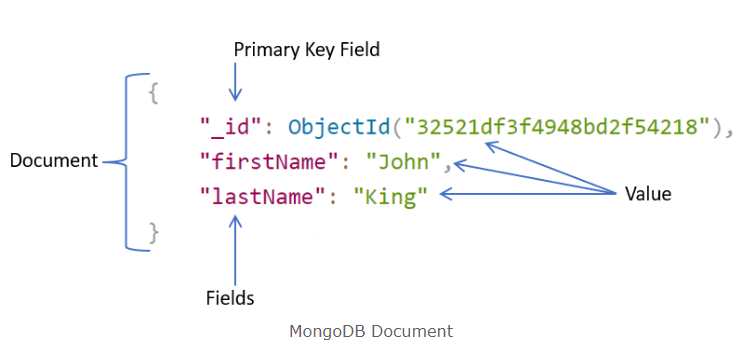 Primary Key Field
{
"_id": ObjectId("32521df3f4948bd2f54218"),
Document
"firstName": "John",
"lastName": "King"
Value
}
Fields
MongoDB Document